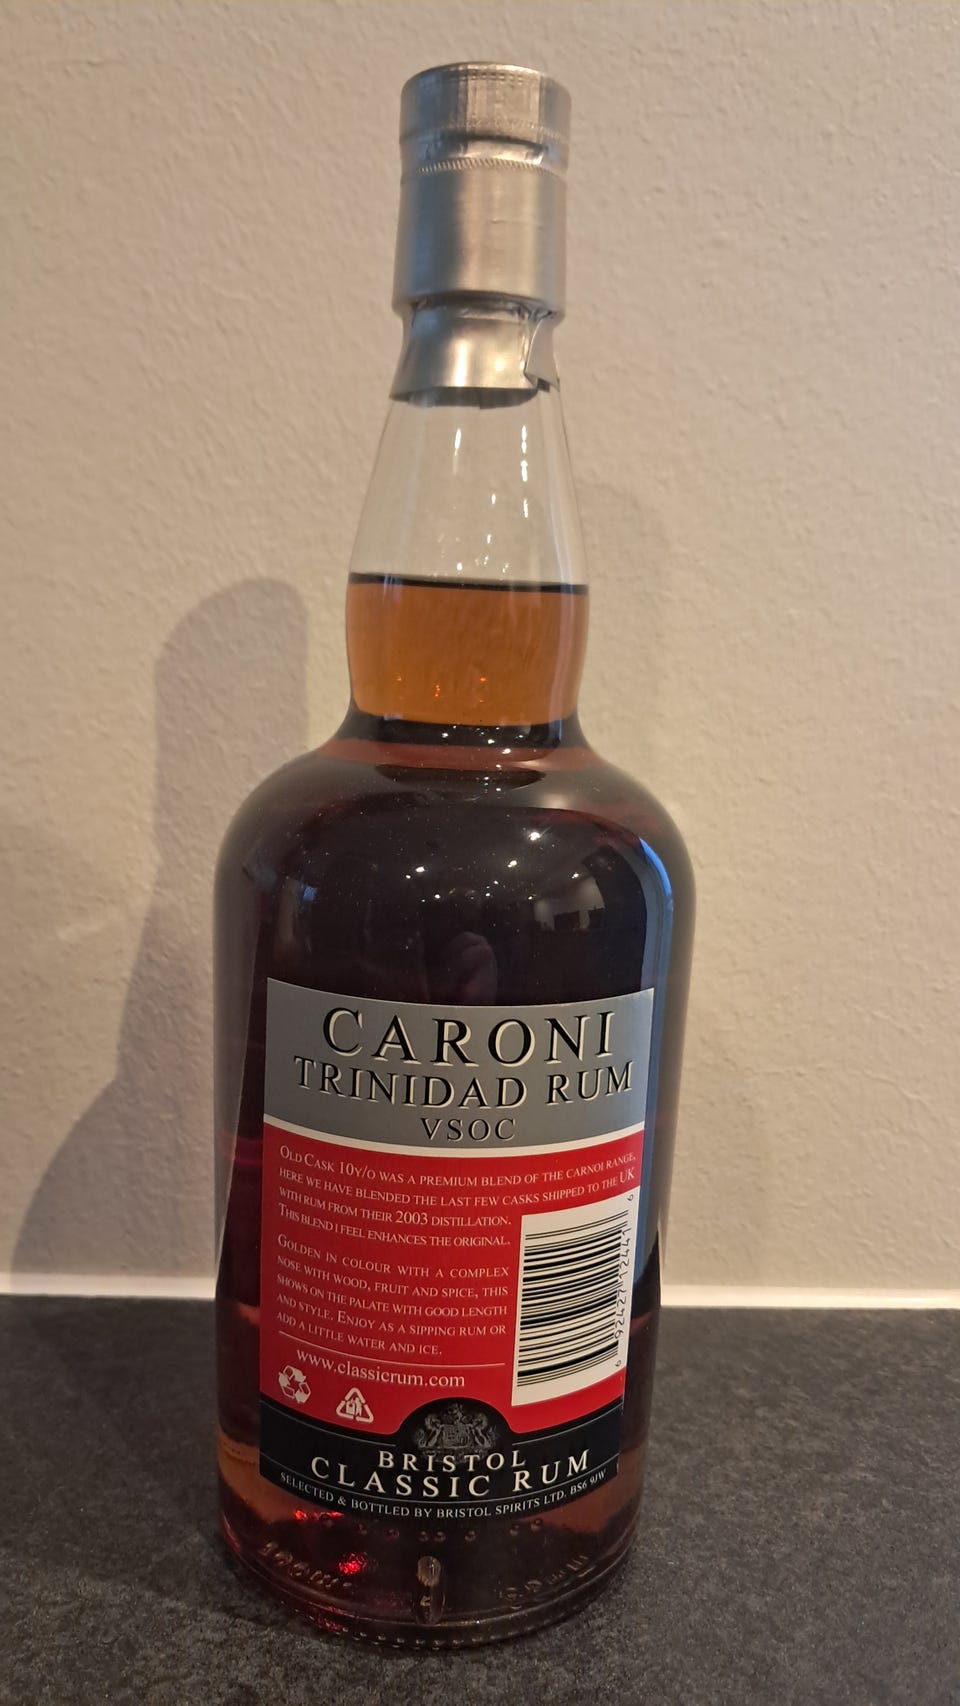 CARONI
TRINIDAD RUM
VSOC
OLD CASK 10Y/O WAS A PREMIUM BLEND OF THE CARNOI RANGE,
HERE WE HAVE BLENDED THE LAST FEW CASKS SHIPPED TO THE UK
WITH RUM FROM THEIR 2003 DISTILLATION.
THIS BLEND I FEEL ENHANCES THE ORIGINAL.
GOLDEN IN COLOUR WITH A COMPLEX
NOSE WITH WOOD, FRUIT AND SPICE, THIS
SHOWS ON THE PALATE WITH GOOD LENGTH
AND STYLE. ENJOY AS A SIPPING RUM OR
ADD A LITTLE WATER AND ICE.
www.classicrum.com
6 92427 12441 6
BRISTOL
CLASSIC RUM
SELECTED & BOTTLED BY BRISTOL SPIRITS LTD. BS6 9JW